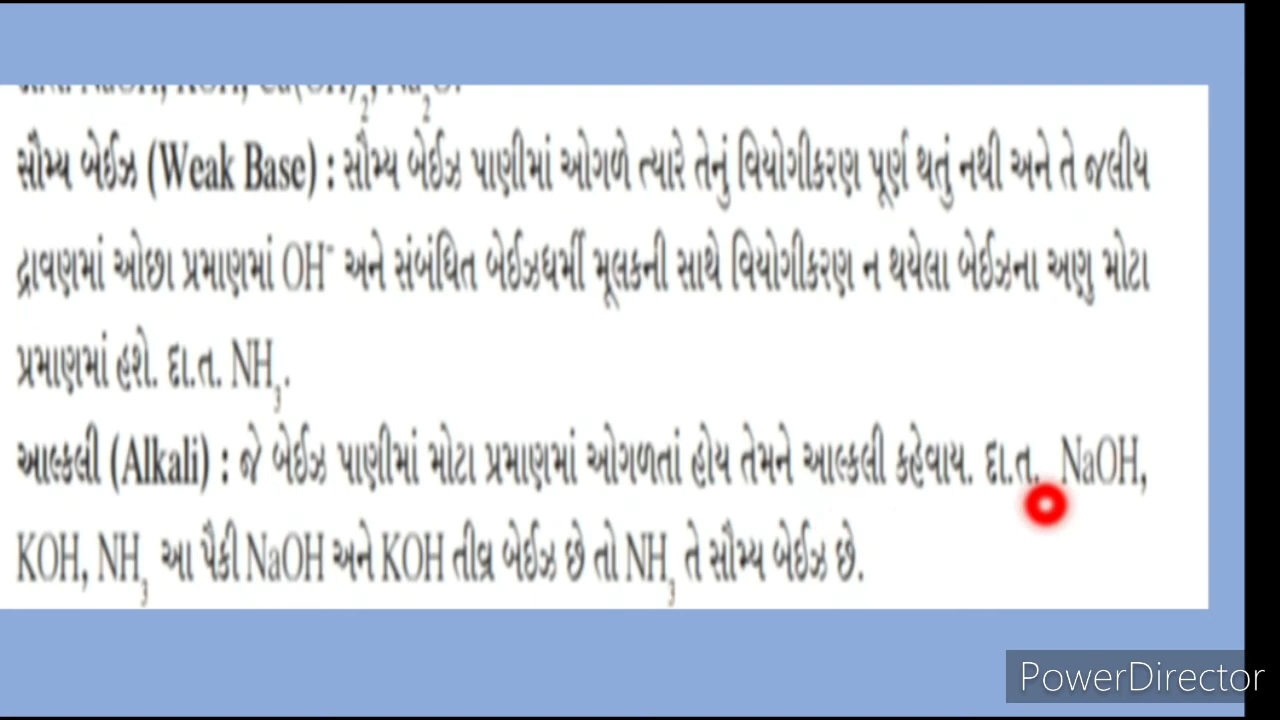 સૌમ્ય બેઈઝ (Weak Base) : સૌમ્ય બેઈઝ પાણીમાં ઓગળે ત્યારે તેનું વિયોગીકરણ પૂર્ણ થતું નથી અને તે જલીય
દ્રાવણમાં ઓછા પ્રમાણમાં OH⁻ અને સંબંધિત બેઈઝધર્મી મૂલકની સાથે વિયોગીકરણ ન થયેલા બેઈઝના અણુ મોટા
પ્રમાણમાં હશે. દા.ત. NH₃.
આલ્કલી (Alkali) : જે બેઈઝ પાણીમાં મોટા પ્રમાણમાં ઓગળતાં હોય તેમને આલ્કલી કહેવાય. દા.ત. NaOH,
KOH, NH₃ આ પૈકી NaOH અને KOH તીવ્ર બેઈઝ છે તો NH₃ તે સૌમ્ય બેઈઝ છે.
PowerDirector